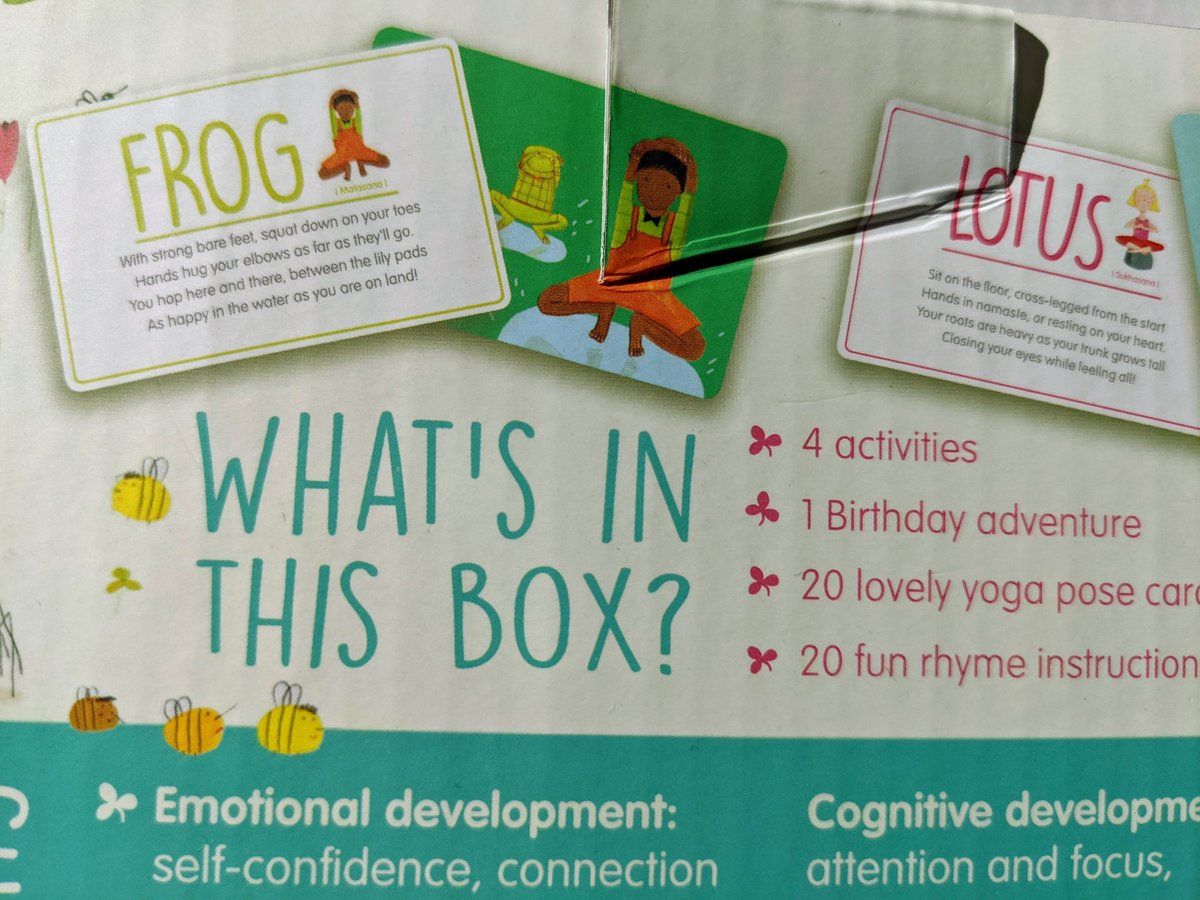 FROG
( Malasana )
With strong bare feet, squat down on your toes
Hands hug your elbows as far as they'll go.
You hop here and there, between the lily pads
As happy in the water as you are on land!
LOTUS
( Sukhasana )
Sit on the floor, cross-legged from the start
Hands in namaste, or resting on your heart.
Your roots are heavy as your trunk grows tall
Closing your eyes while feeling all!
WHAT'S IN
THIS BOX?
4 activities
1 Birthday adventure
20 lovely yoga pose
20 fun rhyme instruction
Emotional development:
self-confidence, connection
Cognitive
attention and focus,